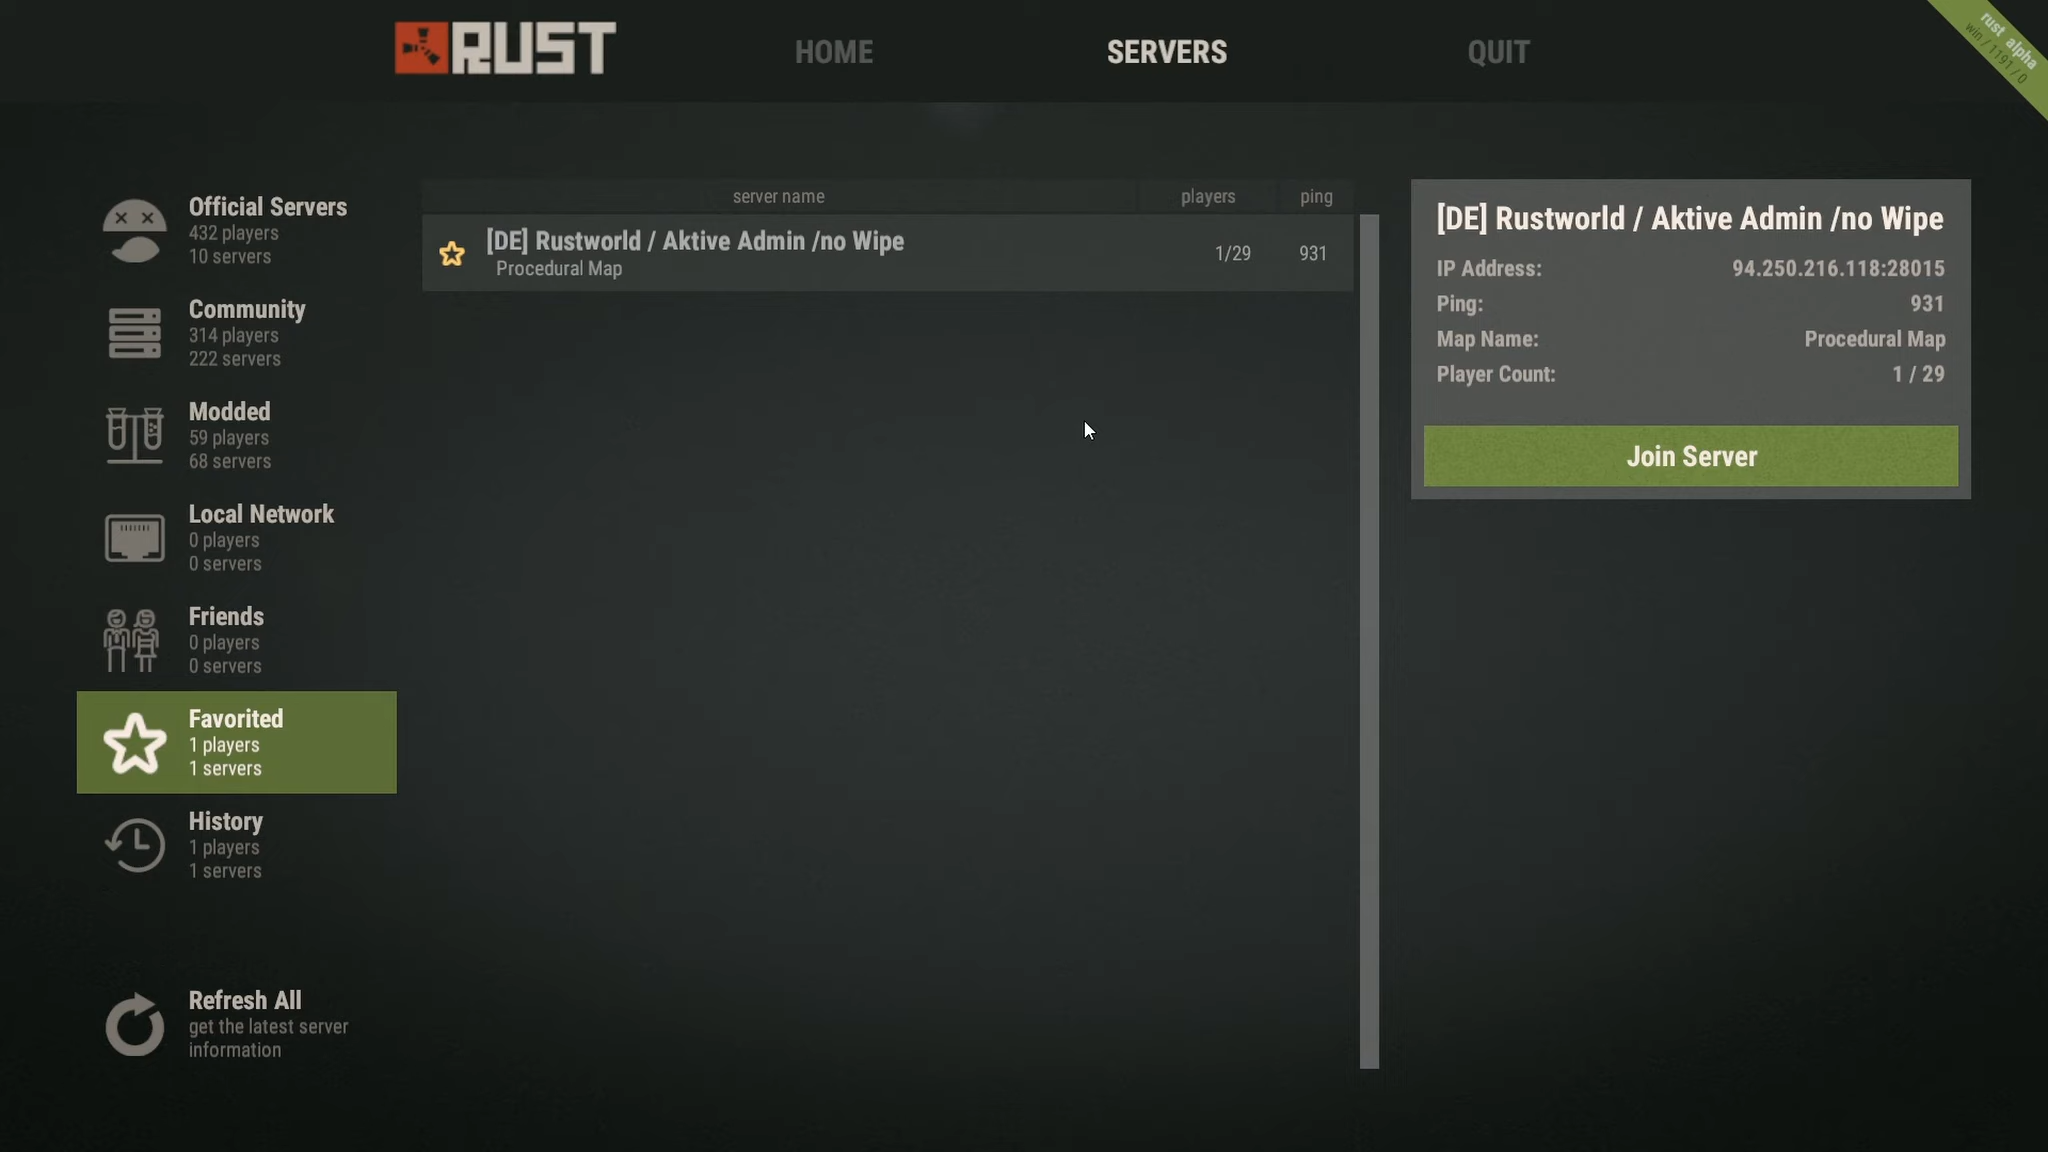 RUST
HOME
SERVERS
QUIT
rust alpha
win / 1191 / 0
Official Servers
432 players
10 servers
Community
314 players
222 servers
Modded
59 players
68 servers
Local Network
0 players
0 servers
Friends
0 players
0 servers
Favorited
1 players
1 servers
History
1 players
1 servers
Refresh All
get the latest server
information
server name players ping
[DE] Rustworld / Aktive Admin /no Wipe
Procedural Map
1/29 931
[DE] Rustworld / Aktive Admin /no Wipe
IP Address: 94.250.216.118:28015
Ping: 931
Map Name: Procedural Map
Player Count: 1 / 29
Join Server